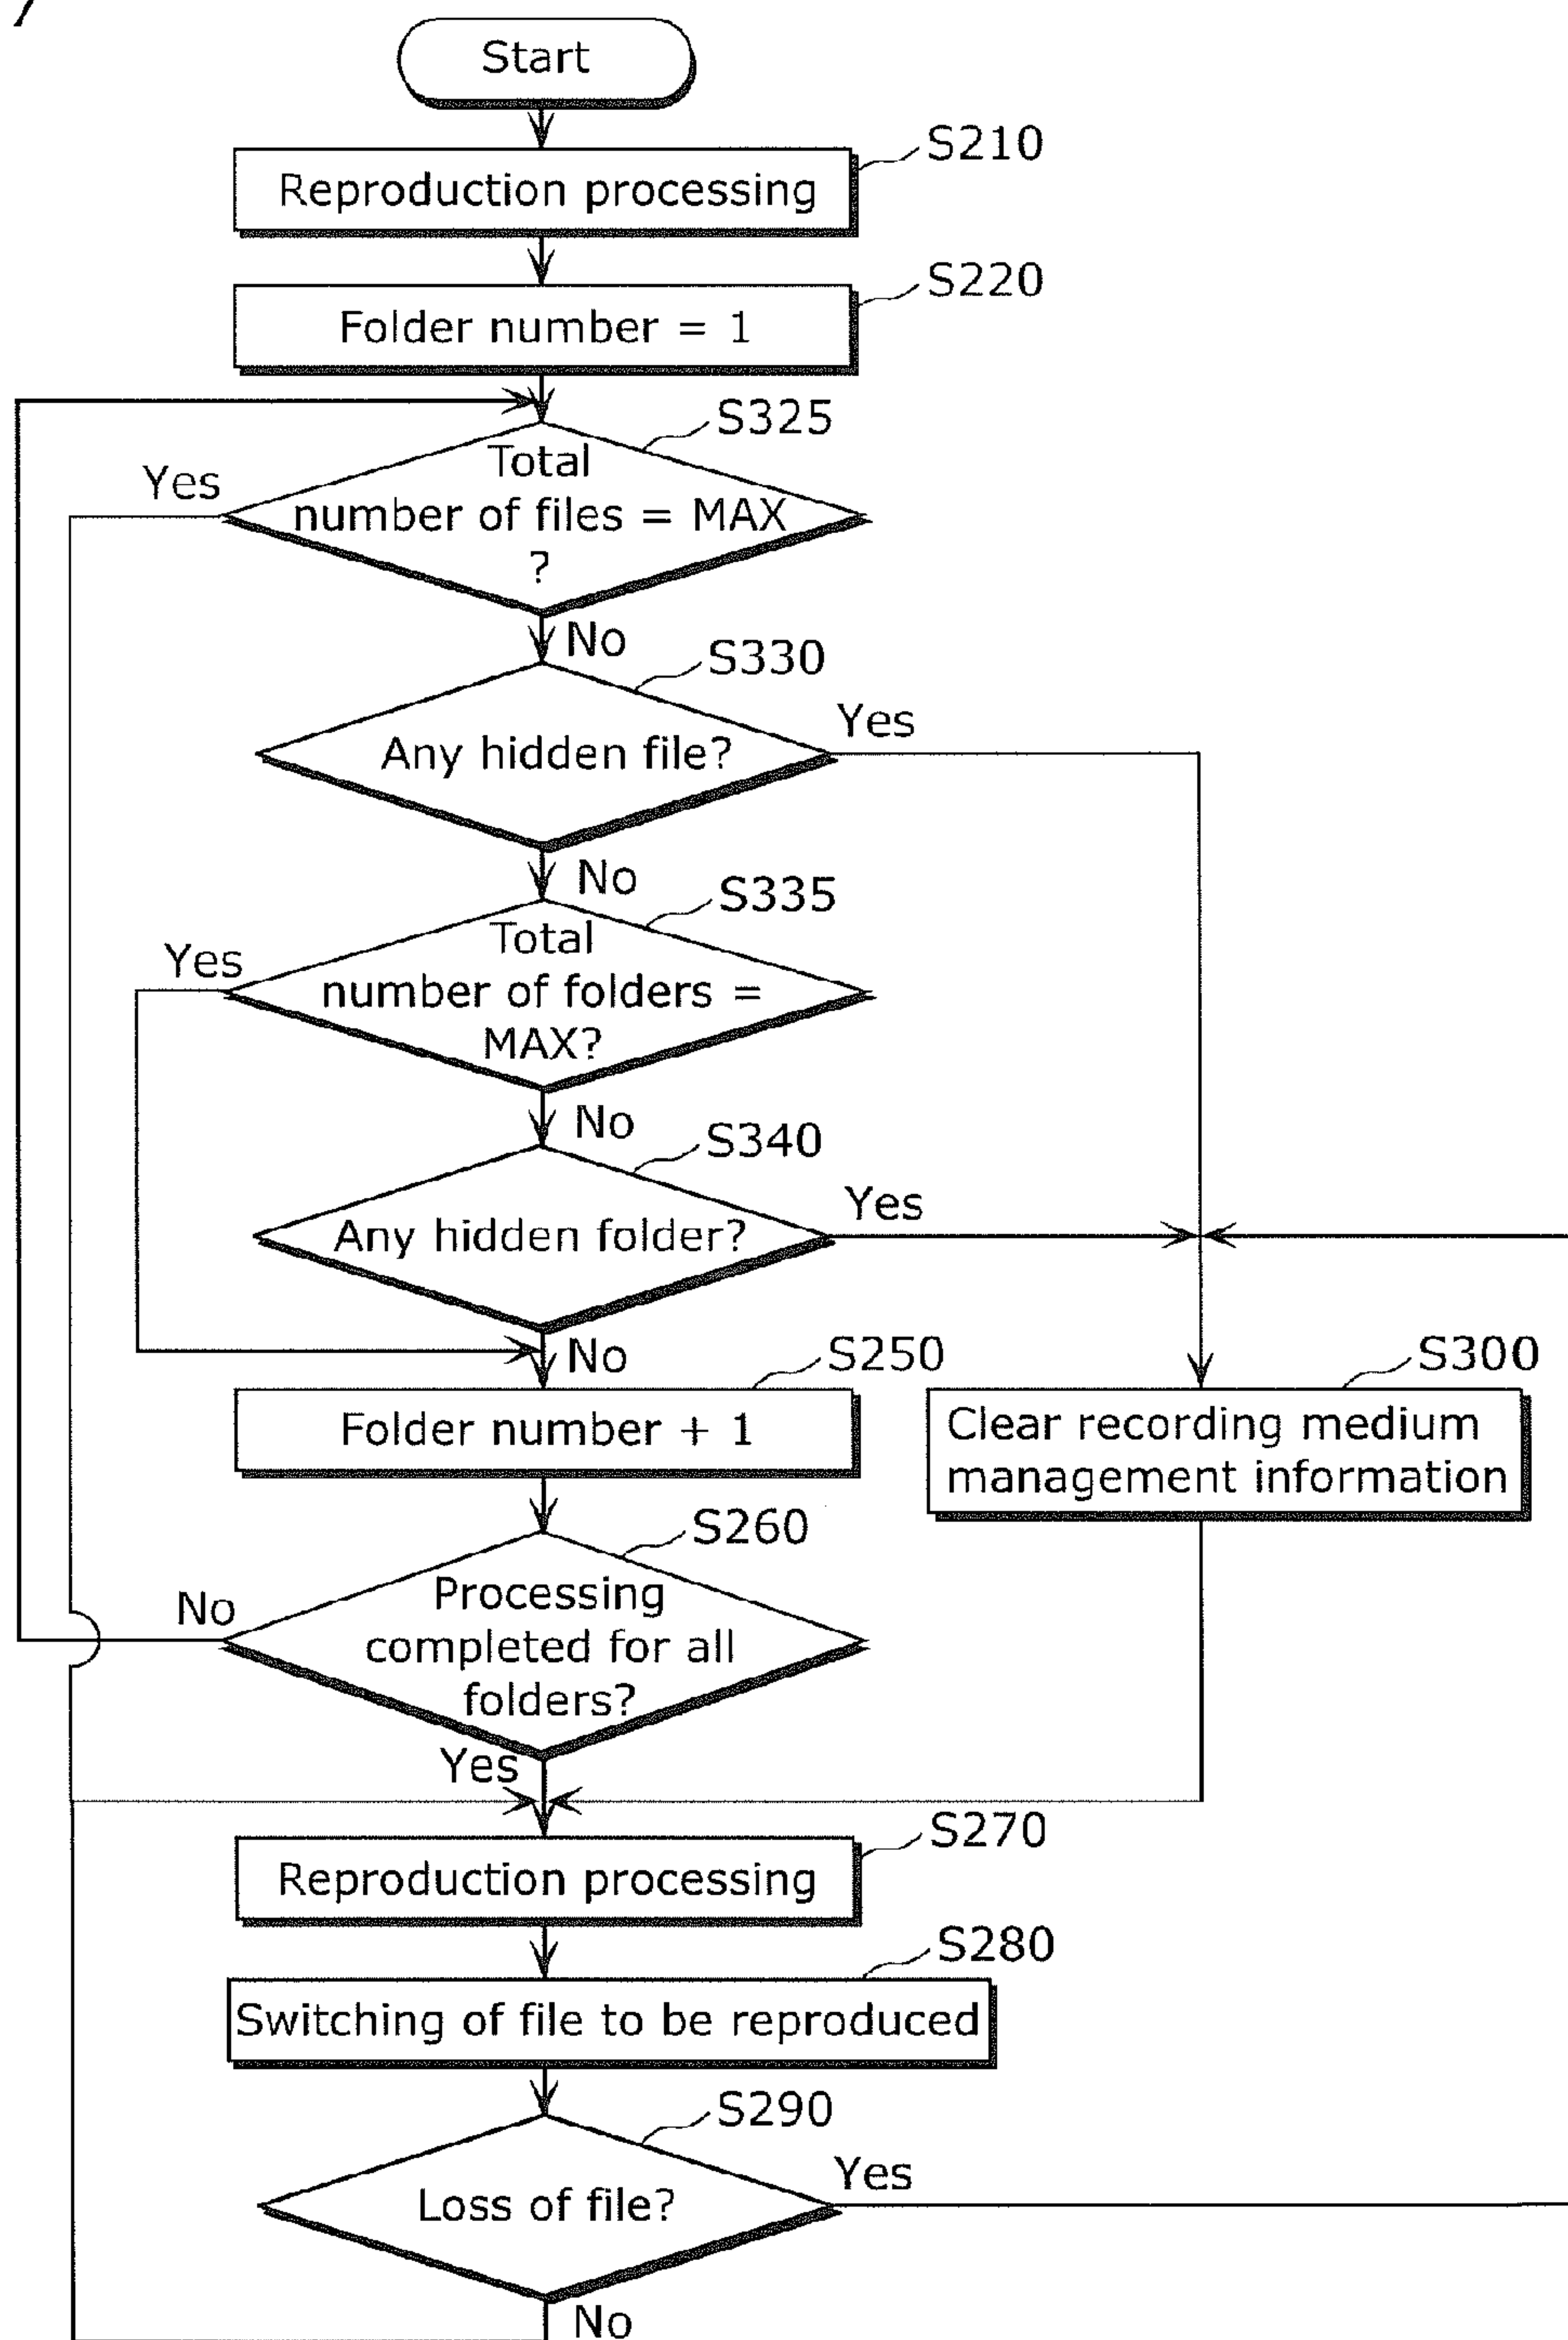 Start
S210
Reproduction processing
S220
Folder number = 1
S325
Yes
Total
number of files = MAX
?
No
S330
Yes
Any hidden file?
No
S335
Yes
Total
number of folders =
MAX?
No
S340
Yes
Any hidden folder?
No
S250
S300
Folder number + 1
Clear recording medium
management information
S260
No
Processing
completed for all
folders?
Yes
S270
Reproduction processing
S280
Switching of file to be reproduced
S290
Yes
Loss of file?
No